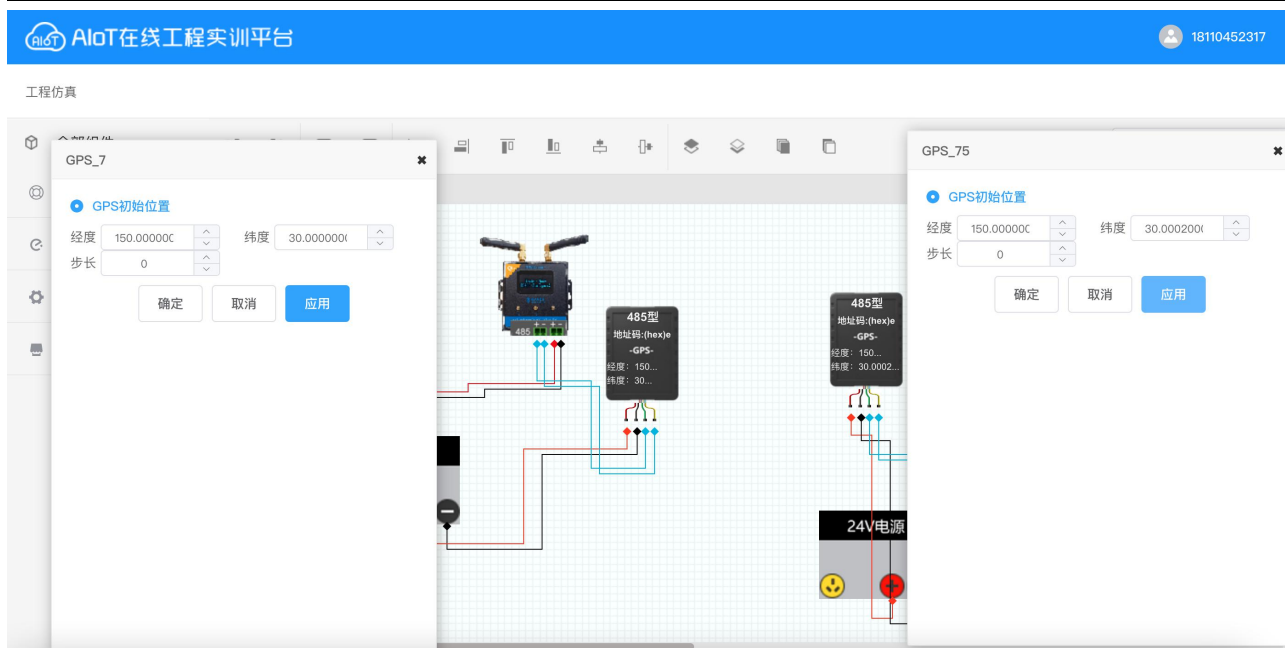 AIoT AIoT在线工程实训平台
18110452317
工程仿真
GPS_7
GPS初始位置
经度 150.000000 纬度 30.000000
步长 0
确定 取消 应用
485
485型
地址码:(hex)e
-GPS-
经度: 150...
纬度: 30...
485型
地址码:(hex)e
-GPS-
经度: 150...
纬度: 30.0002...
24V电源
GPS_75
GPS初始位置
经度 150.000000 纬度 30.000200
步长 0
确定 取消 应用